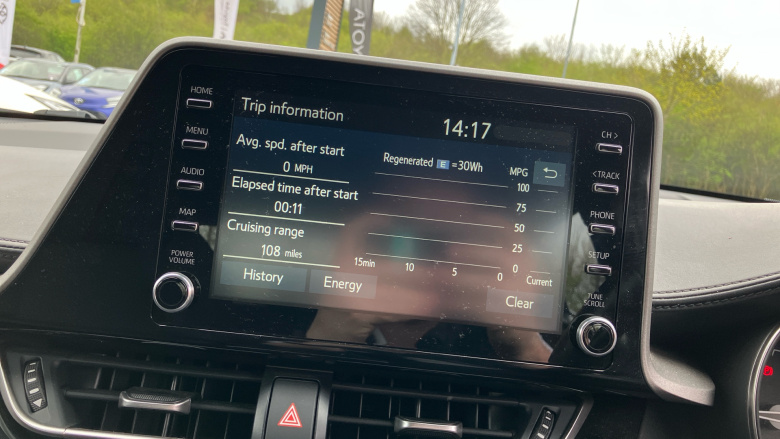 ATOY
HOME
MENU
AUDIO
MAP
POWER
VOLUME
Trip information
14:17
Avg. spd. after start
0 MPH
Elapsed time after start
00:11
Cruising range
108 miles
Regenerated E =30Wh
MPG
100
75
50
25
0
15min 10 5 0 Current
History
Energy
Clear
CH >
< TRACK
PHONE
SETUP
TUNE
SCROLL